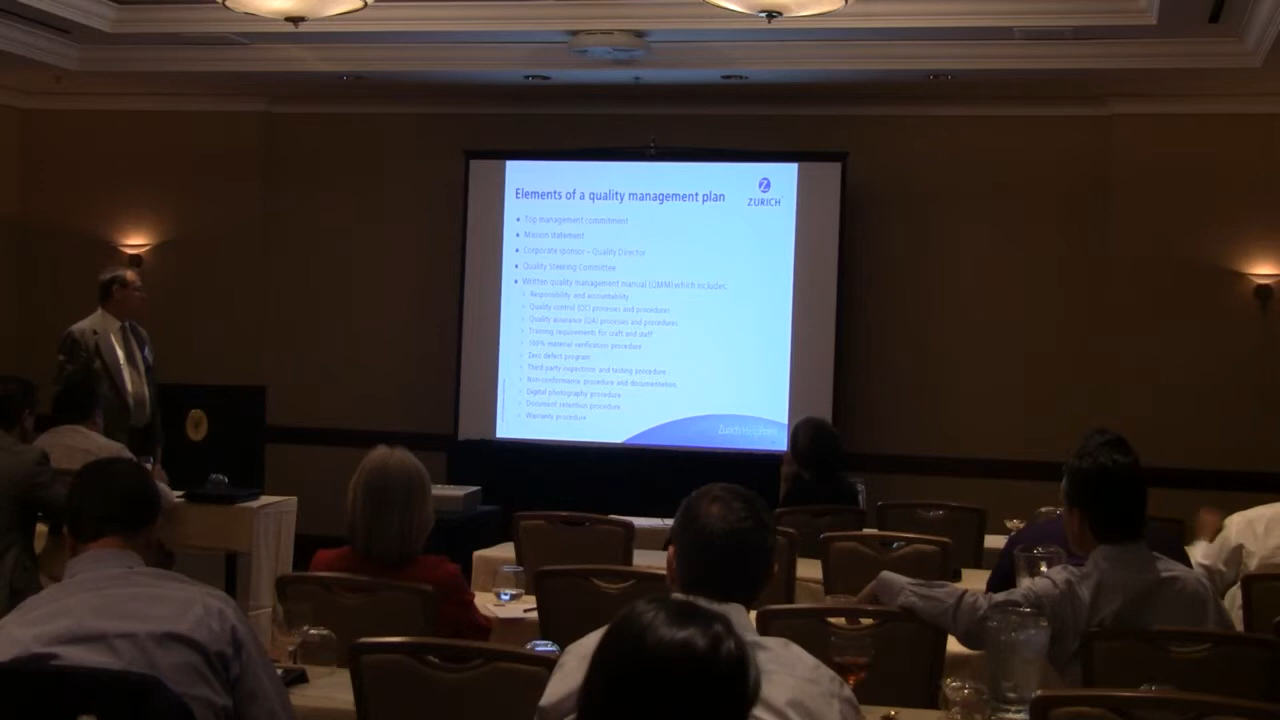 Elements of a quality management plan
ZURICH
Top management commitment
Mission statement
Corporate sponsor – Quality Director
Quality Steering Committee
Written quality management manual (QMM) which includes:
Responsibility and accountability
Quality control (QC) processes and procedures
Quality assurance (QA) processes and procedures
Training requirements for craft and staff
100% material verification procedure
Zero defect program
Third party inspections and testing procedure
Non-conformance procedure and documentation
Digital photography procedure
Document retention procedure
Warranty procedure
Zurich HelpPoint